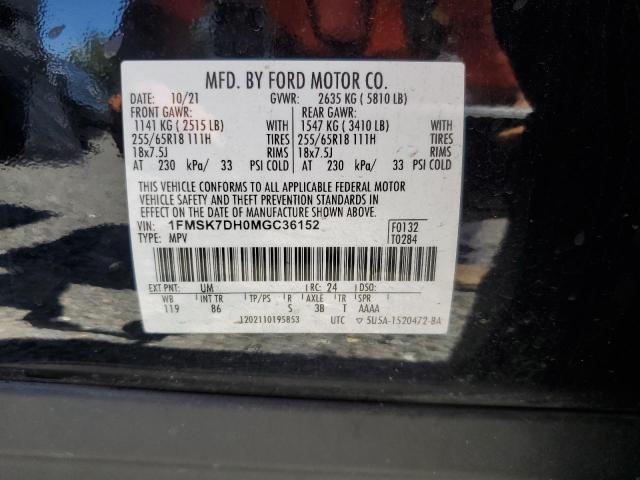 MFD. BY FORD MOTOR CO.
DATE: 10/21 GVWR: 2635 KG ( 5810 LB)
FRONT GAWR: REAR GAWR:
1141 KG ( 2515 LB) WITH 1547 KG ( 3410 LB) WITH
255/65R18 111H TIRES 255/65R18 111H TIRES
18x7.5J RIMS 18x7.5J RIMS
AT 230 kPa/ 33 PSI COLD AT 230 kPa/ 33 PSI COLD
THIS VEHICLE CONFORMS TO ALL APPLICABLE FEDERAL MOTOR
VEHICLE SAFETY AND THEFT PREVENTION STANDARDS IN
EFFECT ON THE DATE OF MANUFACTURE SHOWN ABOVE.
VIN: 1FMSK7DH0MGC36152 F0132
TYPE: MPV T0284
EXT PNT: UM RC: 24 DSO:
WB INT TR TP/PS R AXLE TR SPR
119 86 S 3B T AAAA
1202110195853 UTC ▽ 5U5A-1520472-BA